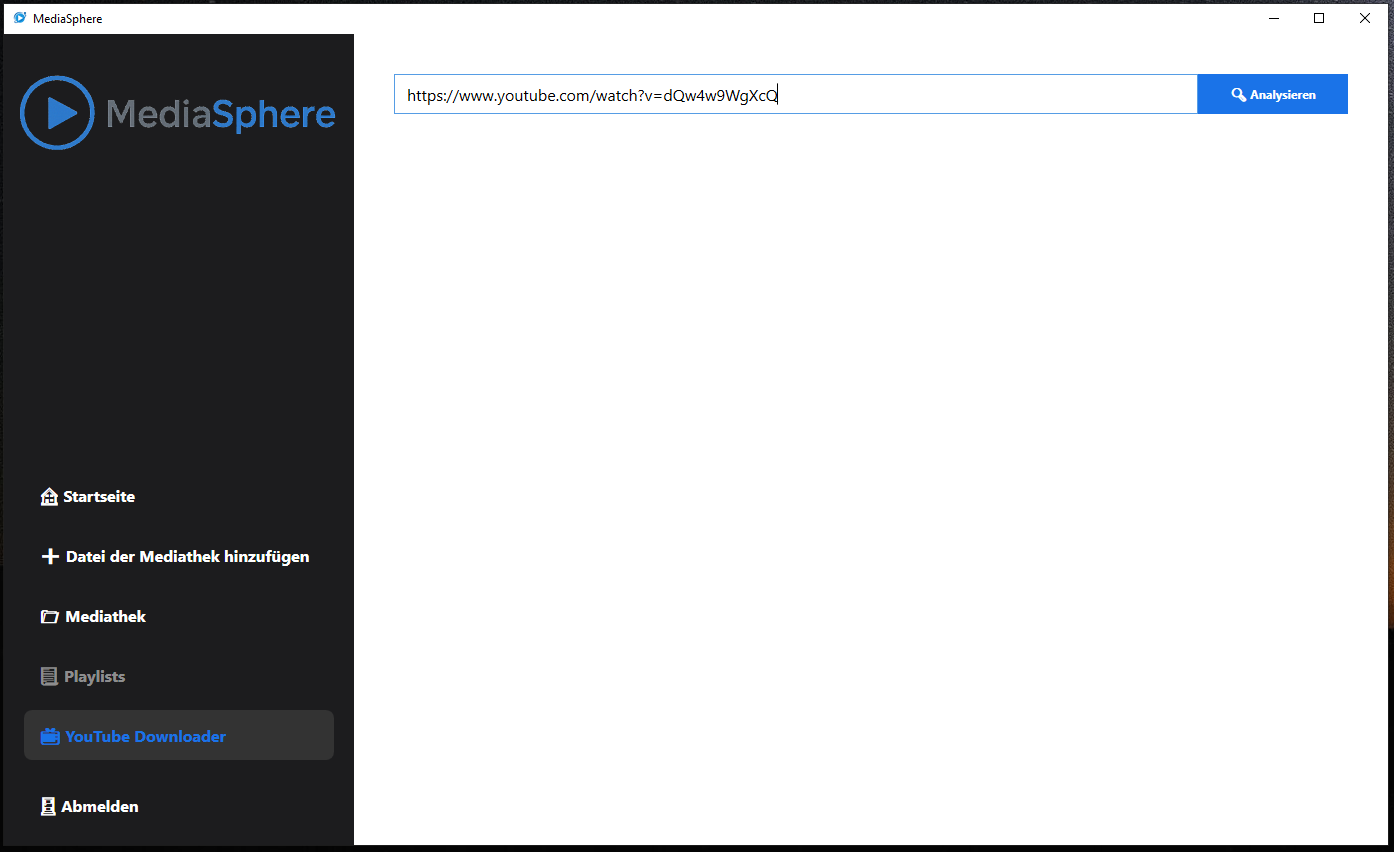 MediaSphere
MediaSphere
https://www.youtube.com/watch?v=dQw4w9WgXcQ
Analysieren
Startseite
Datei der Mediathek hinzufügen
Mediathek
Playlists
YouTube Downloader
Abmelden